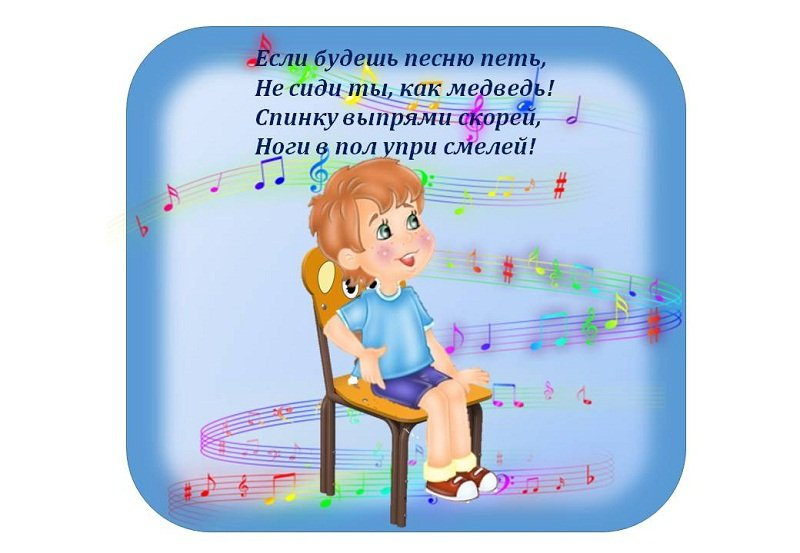 Если будешь песню петь,
Не сиди ты, как медведь!
Спинку выпрями скорей,
Ноги в пол упри смелей!